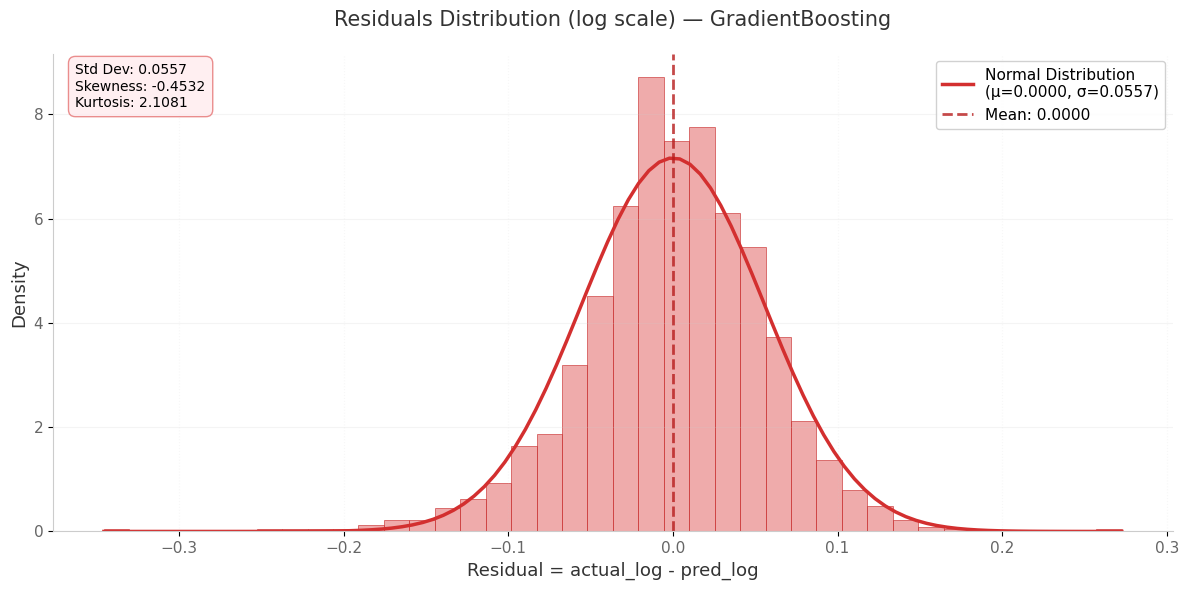 Residuals Distribution (log scale) — GradientBoosting
Std Dev: 0.0557
Skewness: -0.4532
Kurtosis: 2.1081
Normal Distribution
(μ=0.0000, σ=0.0557)
Mean: 0.0000
Density
8
6
4
2
0
−0.3
−0.2
−0.1
0.0
0.1
0.2
0.3
Residual = actual_log - pred_log